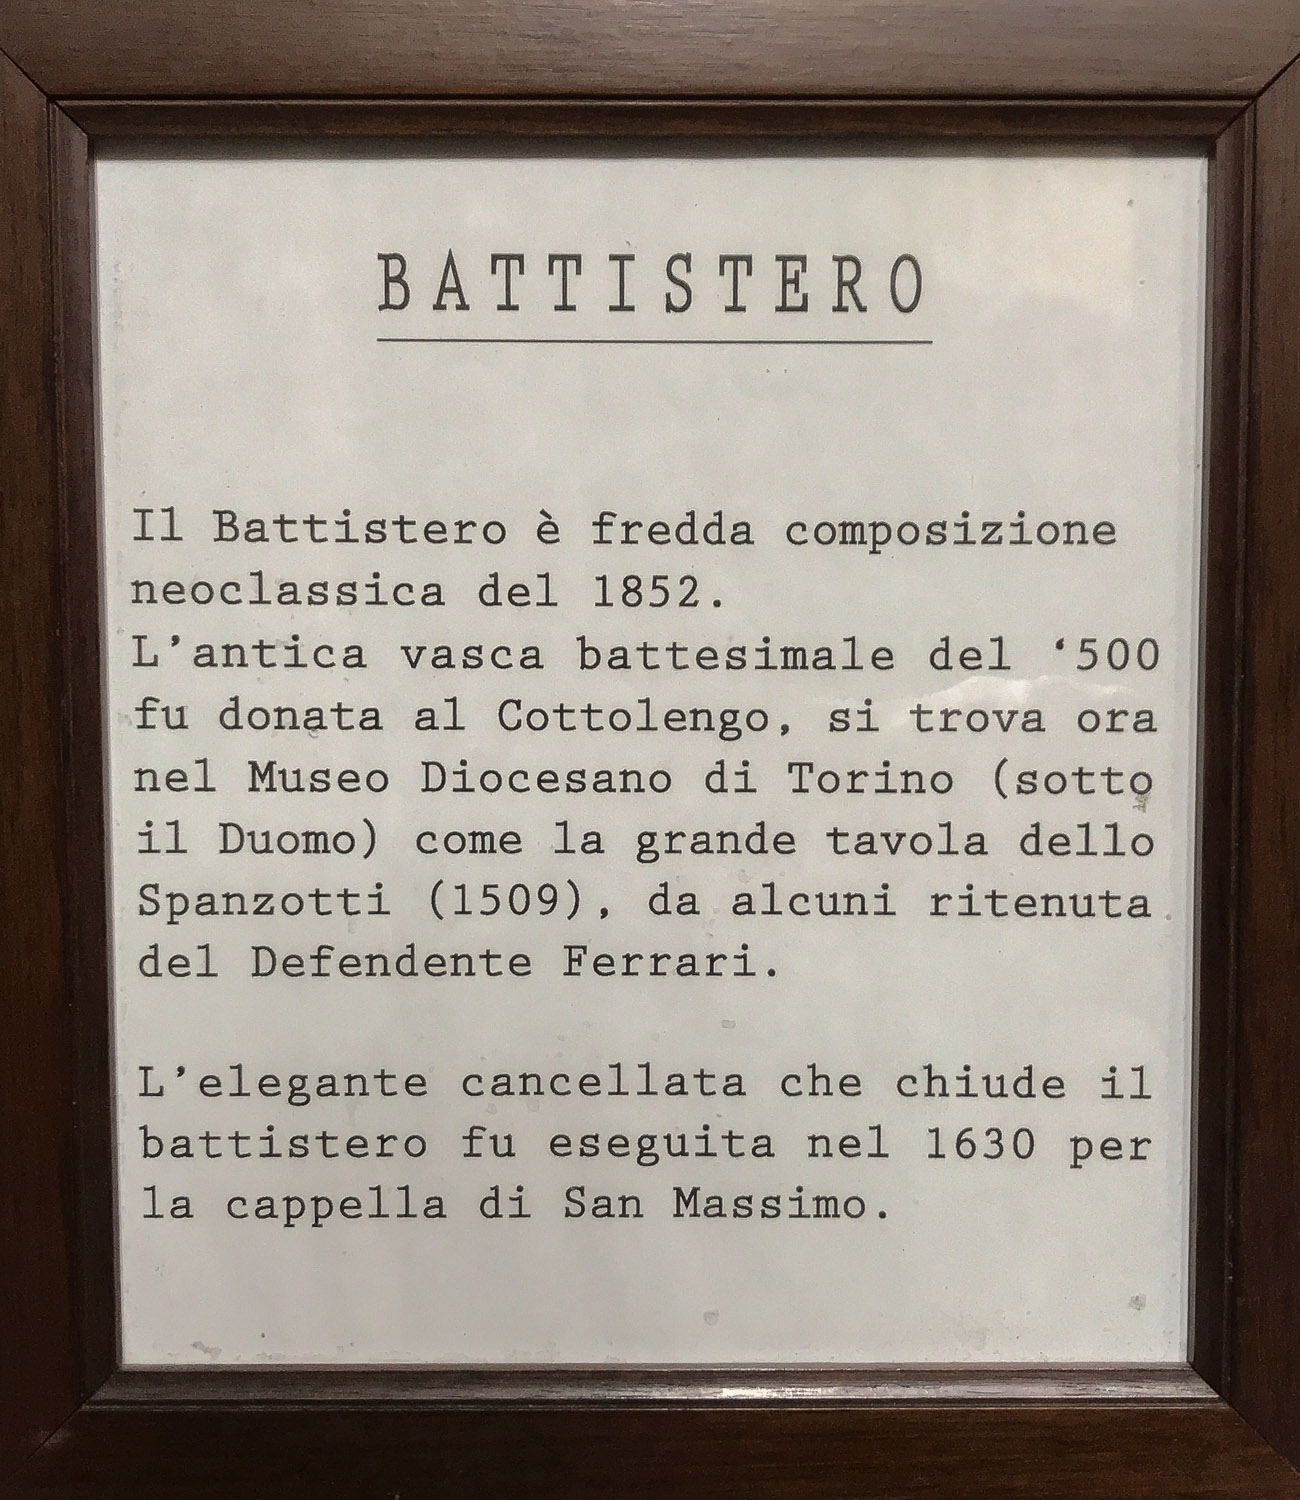 BATTISTERO
Il Battistero è fredda composizione
neoclassica del 1852.
L’antica vasca battesimale del ‘500
fu donata al Cottolengo, si trova ora
nel Museo Diocesano di Torino (sotto
il Duomo) come la grande tavola dello
Spanzotti (1509), da alcuni ritenuta
del Defendente Ferrari.
L’elegante cancellata che chiude il
battistero fu eseguita nel 1630 per
la cappella di San Massimo.